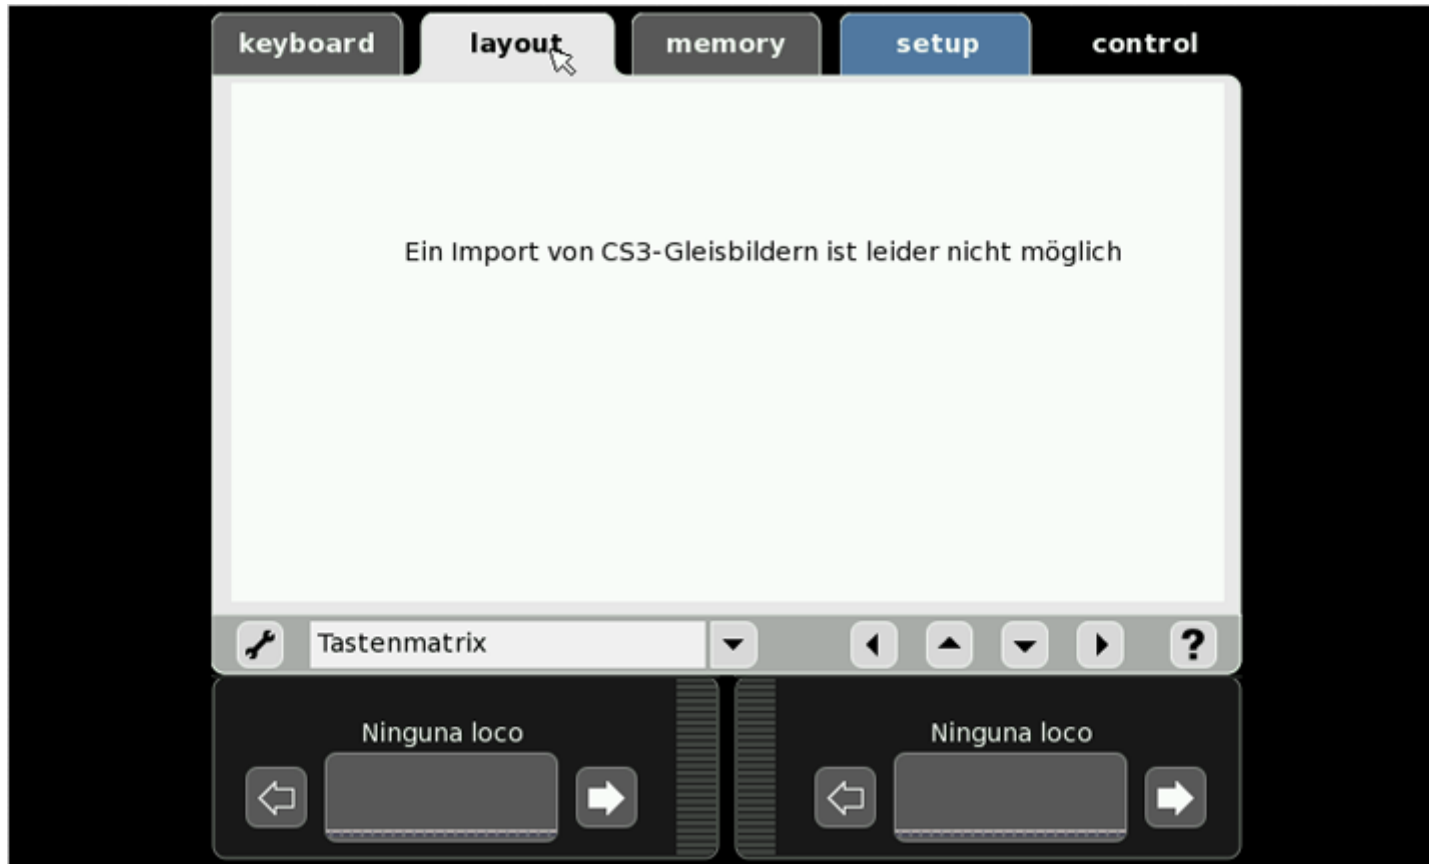 keyboard layout memory setup control
Ein Import von CS3-Gleisbildern ist leider nicht möglich
Tastenmatrix ?
Ninguna loco Ninguna loco